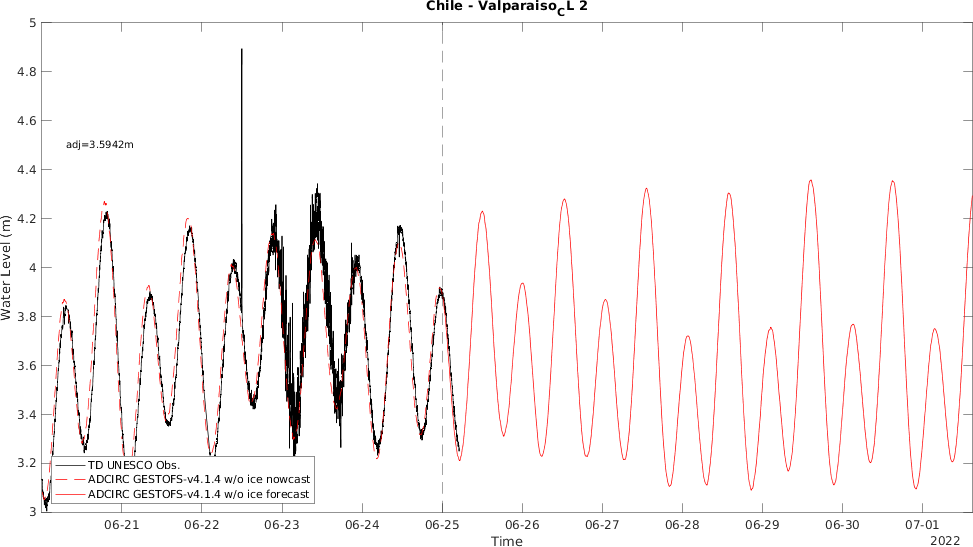 Chile - Valparaiso_CL 2
5
4.8
4.6
4.4
4.2
4
3.8
3.6
3.4
3.2
3
Water Level (m)
adj=3.5942m
TD UNESCO Obs.
ADCIRC GESTOFS-v4.1.4 w/o ice nowcast
ADCIRC GESTOFS-v4.1.4 w/o ice forecast
06-21 06-22 06-23 06-24 06-25 06-26 06-27 06-28 06-29 06-30 07-01
Time
2022